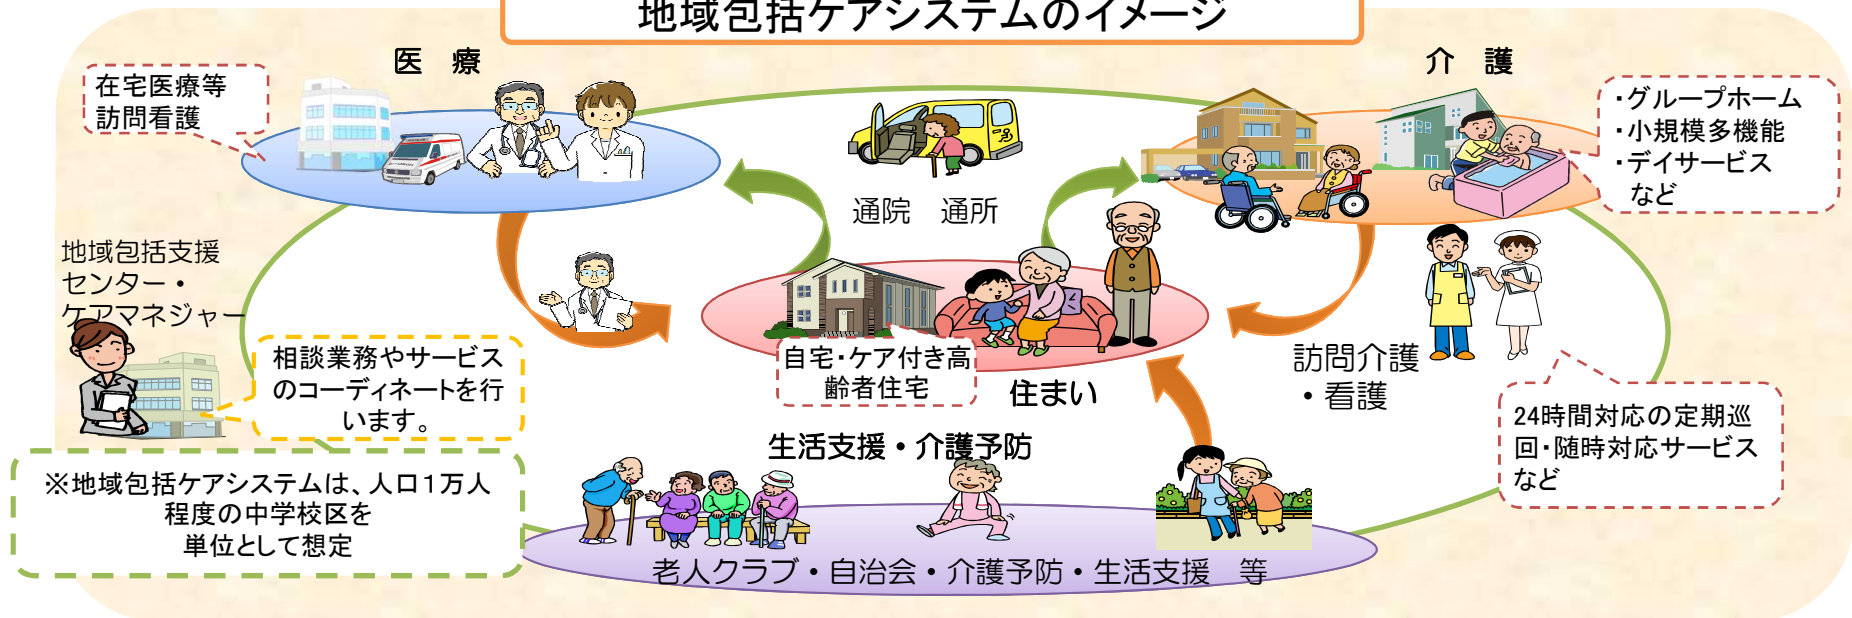 地域包括ケアシステムのイメージ
医　療
在宅医療等
訪問看護
介　護
・グループホーム
・小規模多機能
・デイサービス
など
通院　通所
地域包括支援
センター・
ケアマネジャー
相談業務やサービス
のコーディネートを行
います。
自宅・ケア付き高
齢者住宅
住まい
訪問介護
・看護
24時間対応の定期巡
回・随時対応サービス
など
生活支援・介護予防
※地域包括ケアシステムは、人口1万人
程度の中学校区を
単位として想定
老人クラブ・自治会・介護予防・生活支援　等